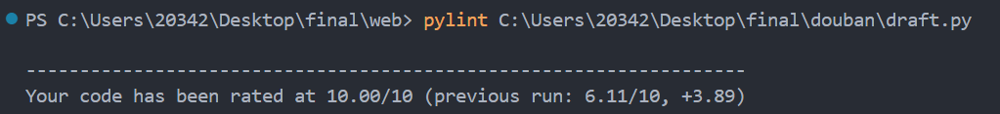 PS C:\Users\20342\Desktop\final\web> pylint C:\Users\20342\Desktop\final\douban\draft.py
-------------------------------------------------------------------
Your code has been rated at 10.00/10 (previous run: 6.11/10, +3.89)